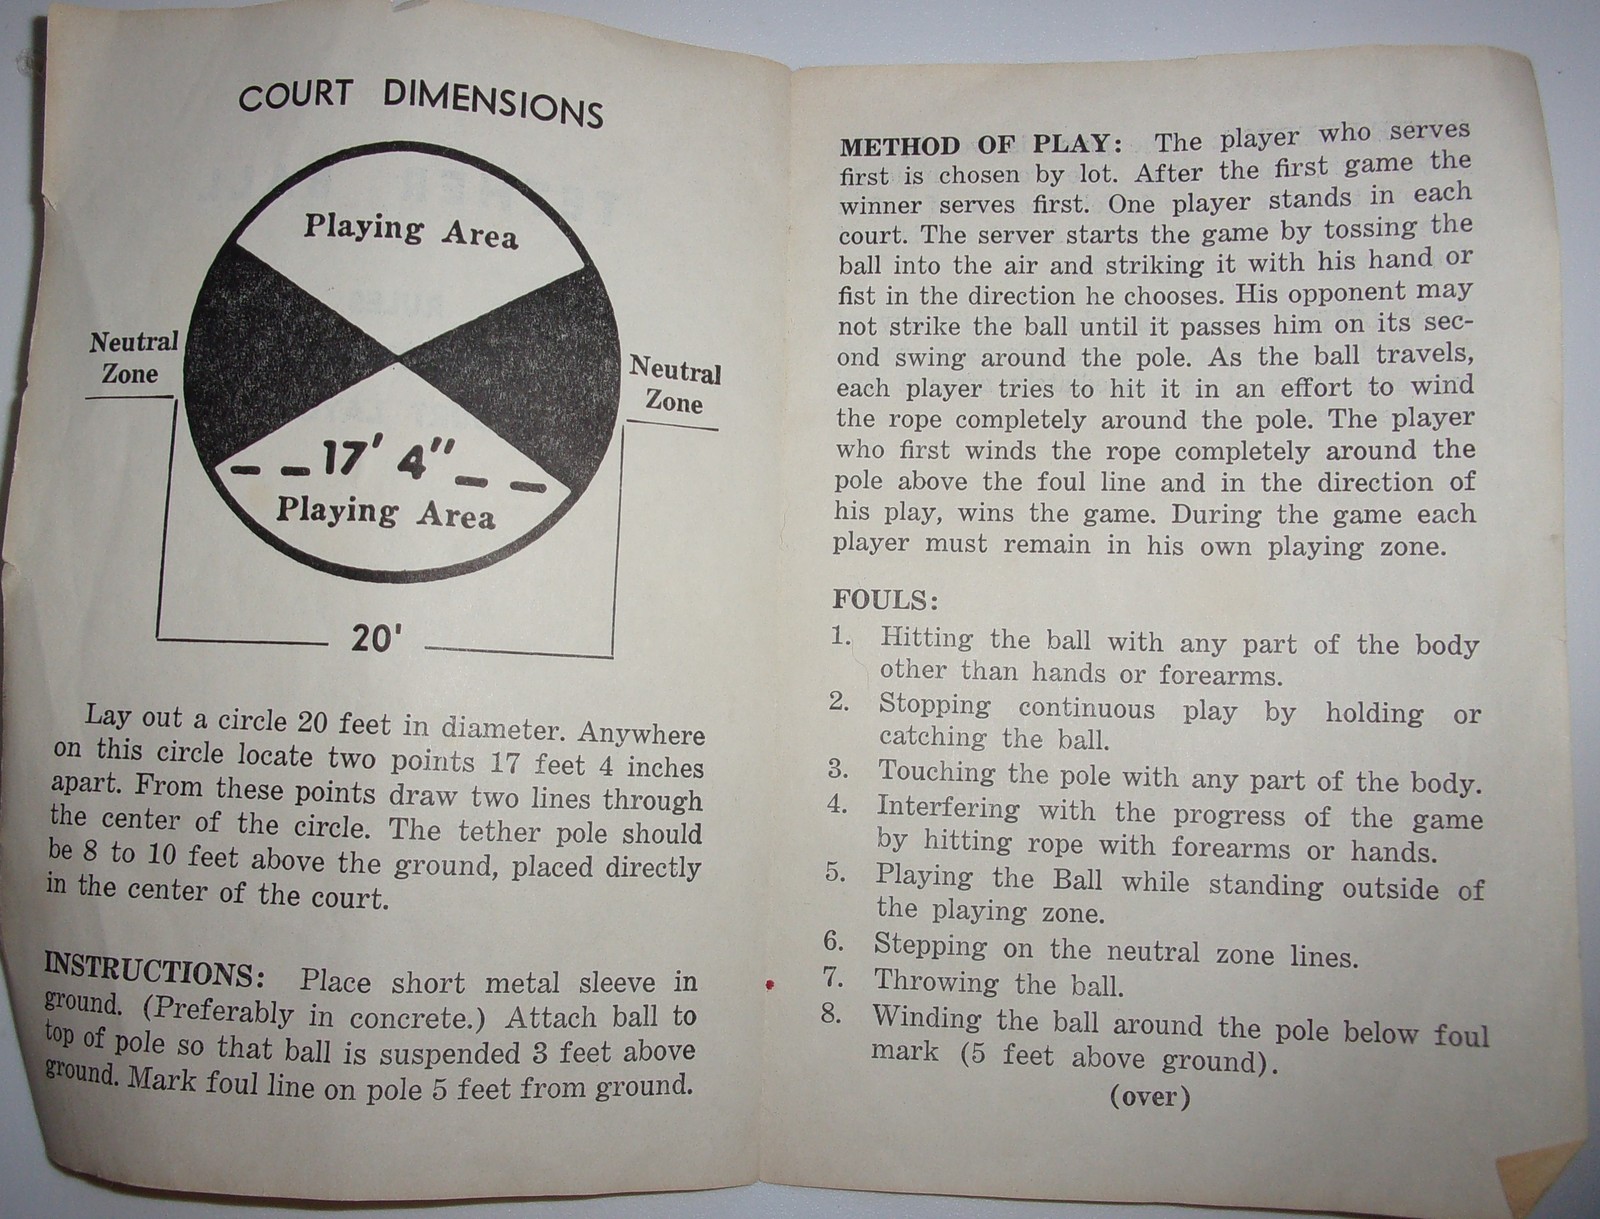 COURT DIMENSIONS
Playing Area
Neutral
Zone
Neutral
Zone
17' 4"
Playing Area
20'
Lay out a circle 20 feet in diameter. Anywhere
on this circle locate two points 17 feet 4 inches
apart. From these points draw two lines through
the center of the circle. The tether pole should
be 8 to 10 feet above the ground, placed directly
in the center of the court.
INSTRUCTIONS: Place short metal sleeve in
ground. (Preferably in concrete.) Attach ball to
top of pole so that ball is suspended 3 feet above
ground. Mark foul line on pole 5 feet from ground.
METHOD OF PLAY: The player who serves
first is chosen by lot. After the first game the
winner serves first. One player stands in each
court. The server starts the game by tossing the
ball into the air and striking it with his hand or
fist in the direction he chooses. His opponent may
not strike the ball until it passes him on its sec-
ond swing around the pole. As the ball travels,
each player tries to hit it in an effort to wind
the rope completely around the pole. The player
who first winds the rope completely around the
pole above the foul line and in the direction of
his play, wins the game. During the game each
player must remain in his own playing zone.
FOULS:
1. Hitting the ball with any part of the body
other than hands or forearms.
2. Stopping continuous play by holding or
catching the ball.
3. Touching the pole with any part of the body.
4. Interfering with the progress of the game
by hitting rope with forearms or hands.
5. Playing the Ball while standing outside of
the playing zone.
6. Stepping on the neutral zone lines.
7. Throwing the ball.
8. Winding the ball around the pole below foul
mark (5 feet above ground).
(over)